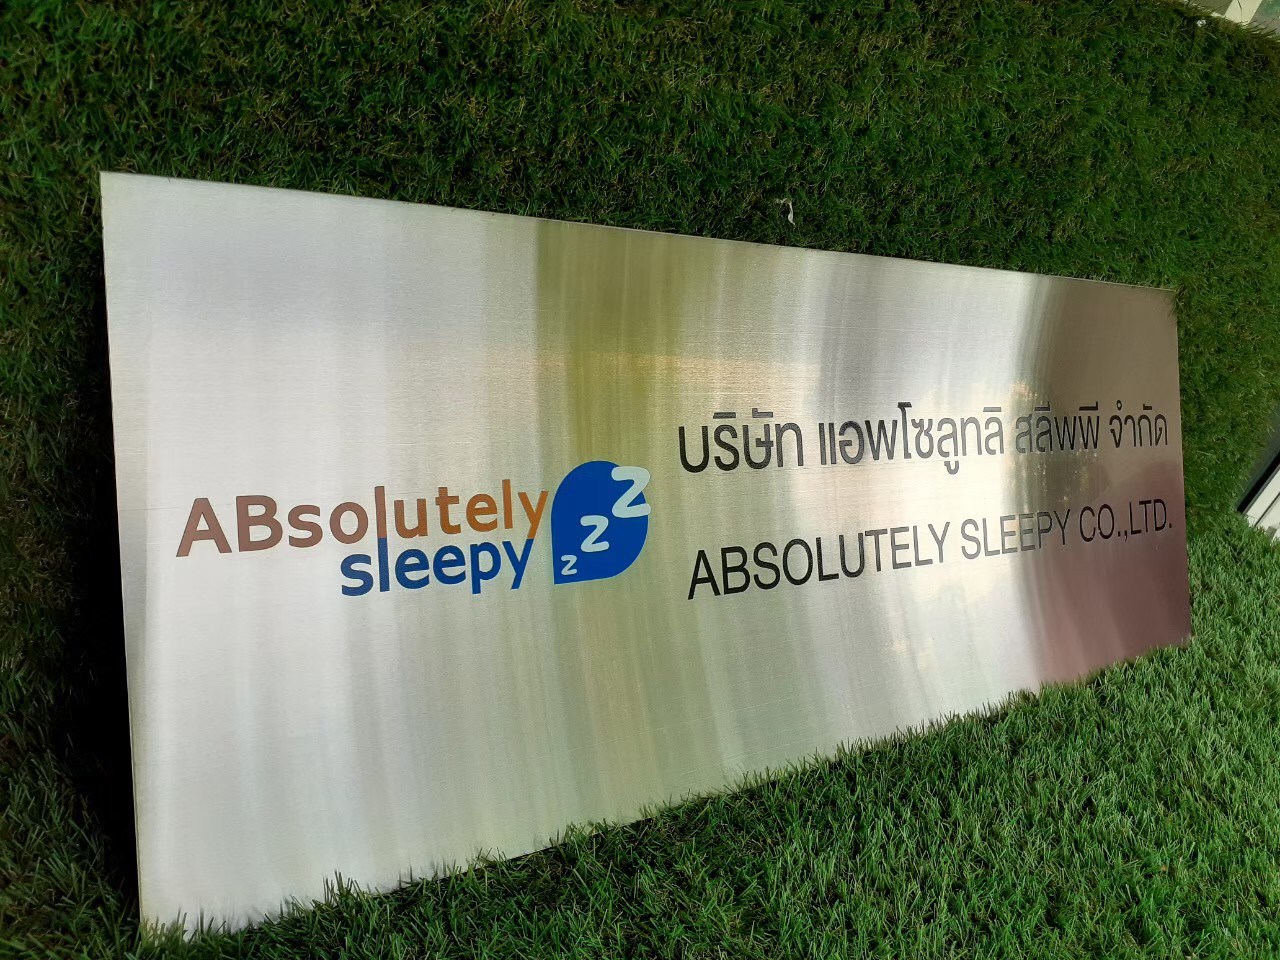 ABsolutely
sleepy
z z z
บริษัท แอพโซลูทลิ สลีพพี จำกัด
ABSOLUTELY SLEEPY CO.,LTD.